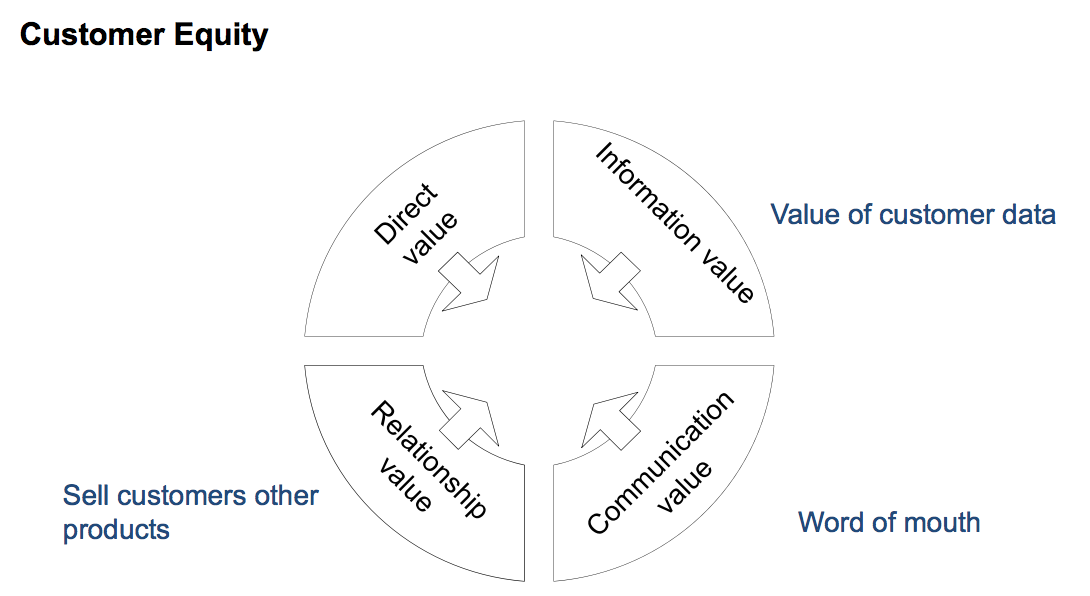 Customer Equity
Direct
value
Information value
Value of customer data
Relationship
value
Sell customers other
products
Communication
value
Word of mouth